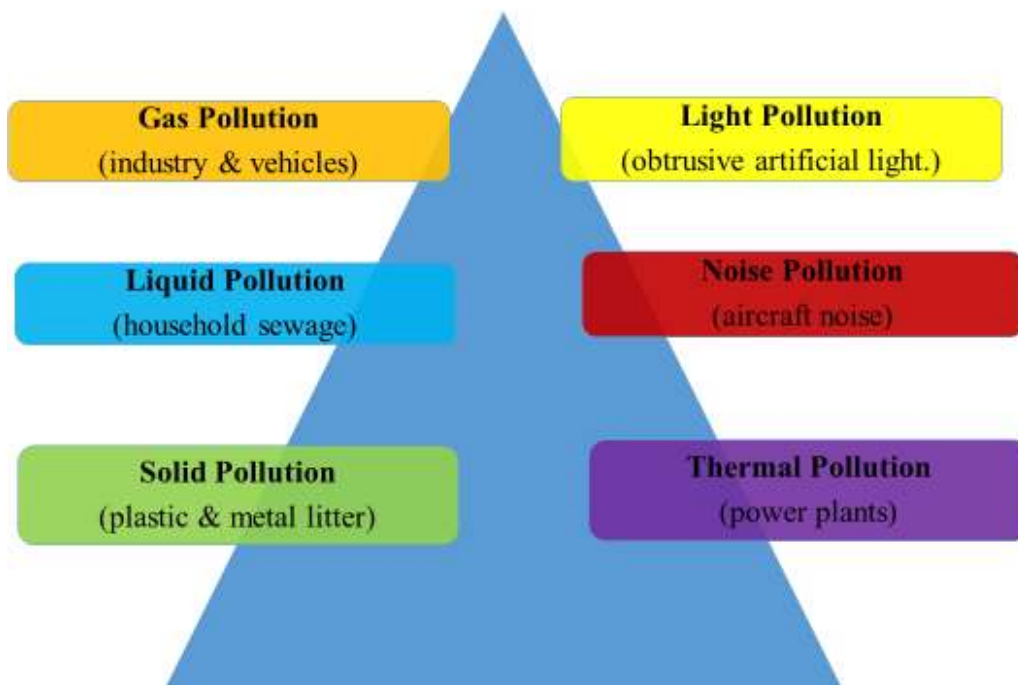 Gas Pollution
(industry & vehicles)
Light Pollution
(obtrusive artificial light.)
Liquid Pollution
(household sewage)
Noise Pollution
(aircraft noise)
Solid Pollution
(plastic & metal litter)
Thermal Pollution
(power plants)